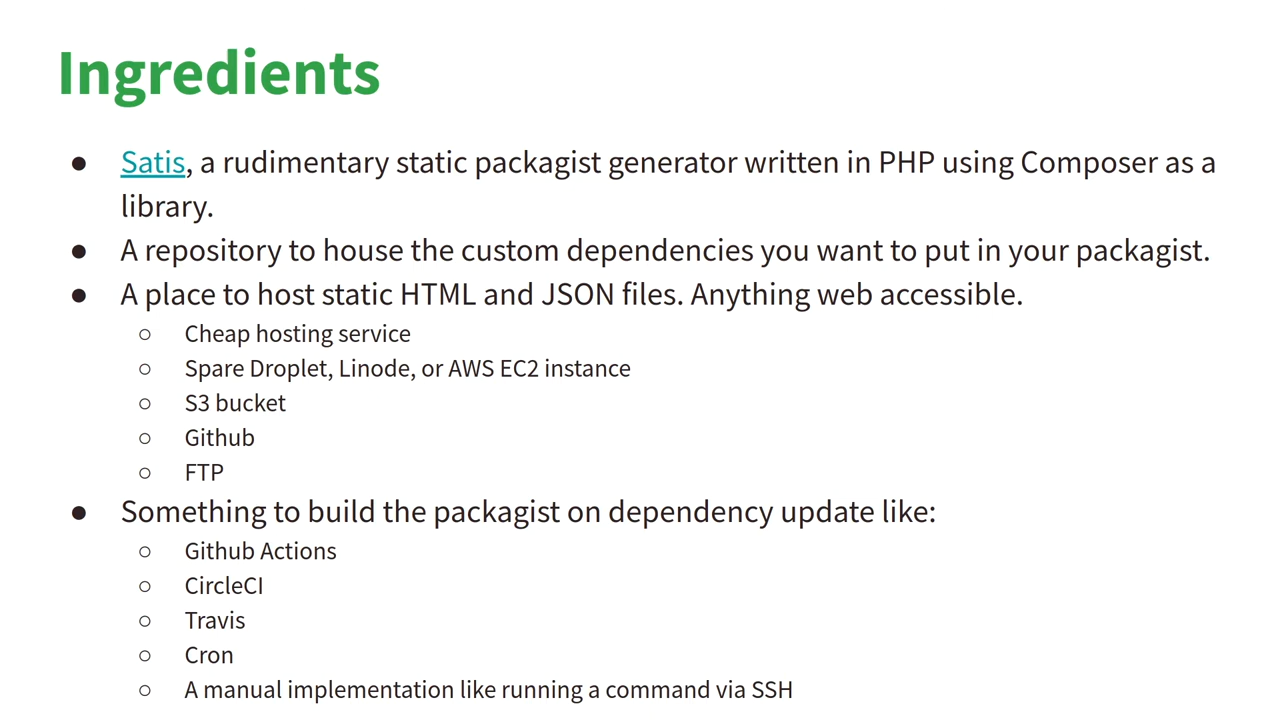 Ingredients
● Satis, a rudimentary static packagist generator written in PHP using Composer as a
library.
● A repository to house the custom dependencies you want to put in your packagist.
● A place to host static HTML and JSON files. Anything web accessible.
○ Cheap hosting service
○ Spare Droplet, Linode, or AWS EC2 instance
○ S3 bucket
○ Github
○ FTP
● Something to build the packagist on dependency update like:
○ Github Actions
○ CircleCI
○ Travis
○ Cron
○ A manual implementation like running a command via SSH